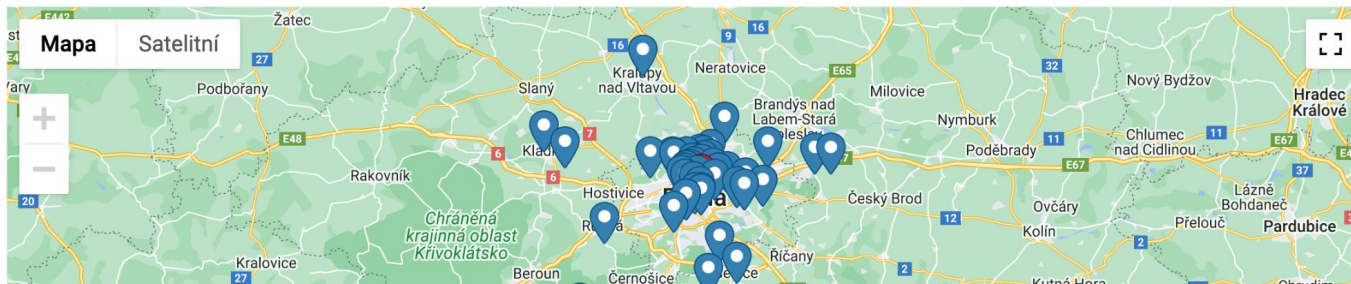 Mapa
Satelitní
+
−
E442
Žatec
27
Podbořany
E48
20
Rakovník
Kralovice
27
Chráněná
krajinná oblast
Křivoklátsko
Slaný
7
6
6
Hostivice
Beroun
Černošice
16
Kralupy
nad Vltavou
9
16
Neratovice
E65
Brandýs nad
Labem-Stará
Milovice
32
Nymburk
Poděbrady
11
E67
E67
Chlumec
nad Cidlinou
11
Nový Bydžov
Hradec
Králové
37
Lázně
Bohdaneč
Pardubice
Přelouč
2
Ovčáry
Kolín
12
Český Brod
Říčany
2
Kutná Hora